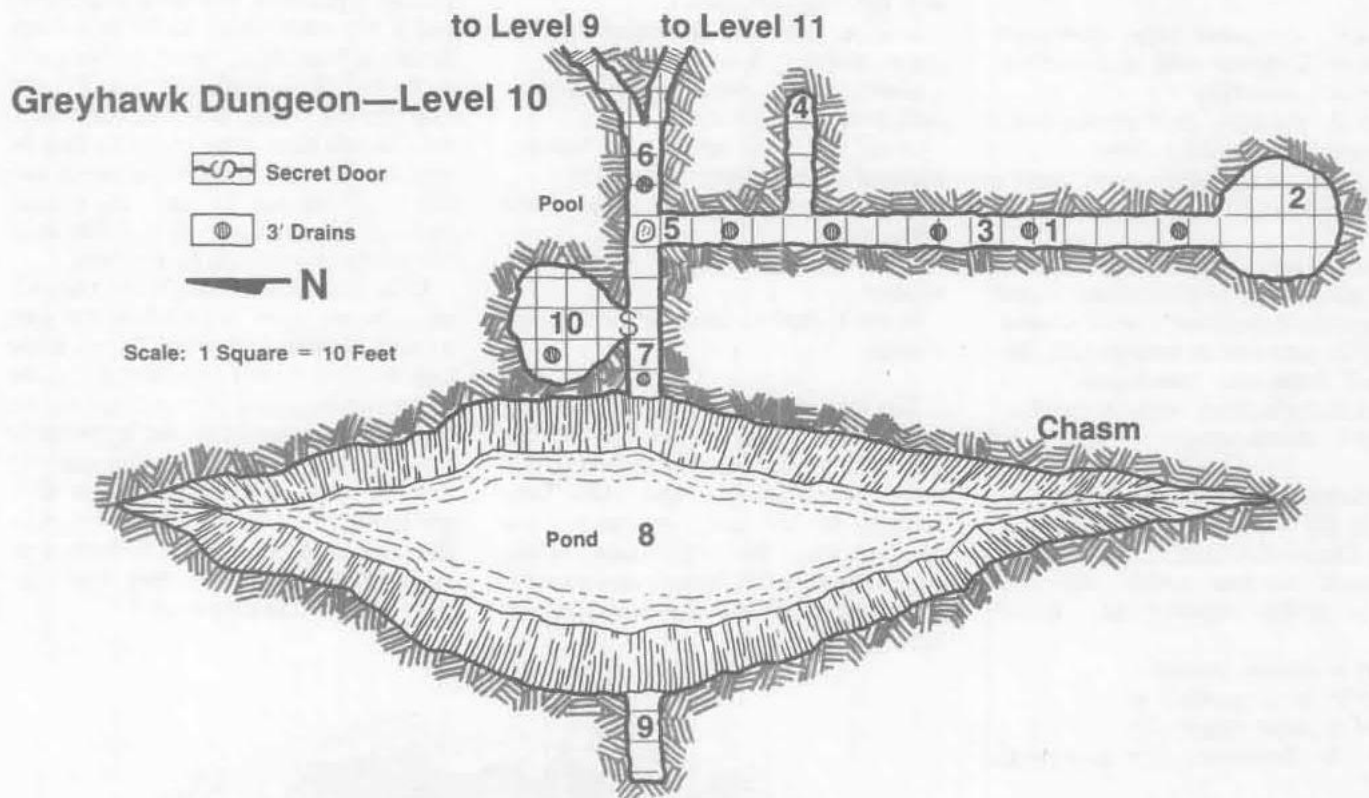 to Level 9 to Level 11
Greyhawk Dungeon—Level 10
Secret Door
3' Drains
N
Scale: 1 Square = 10 Feet
Pool
4
6
5
3
1
2
10
S
7
Chasm
Pond 8
9